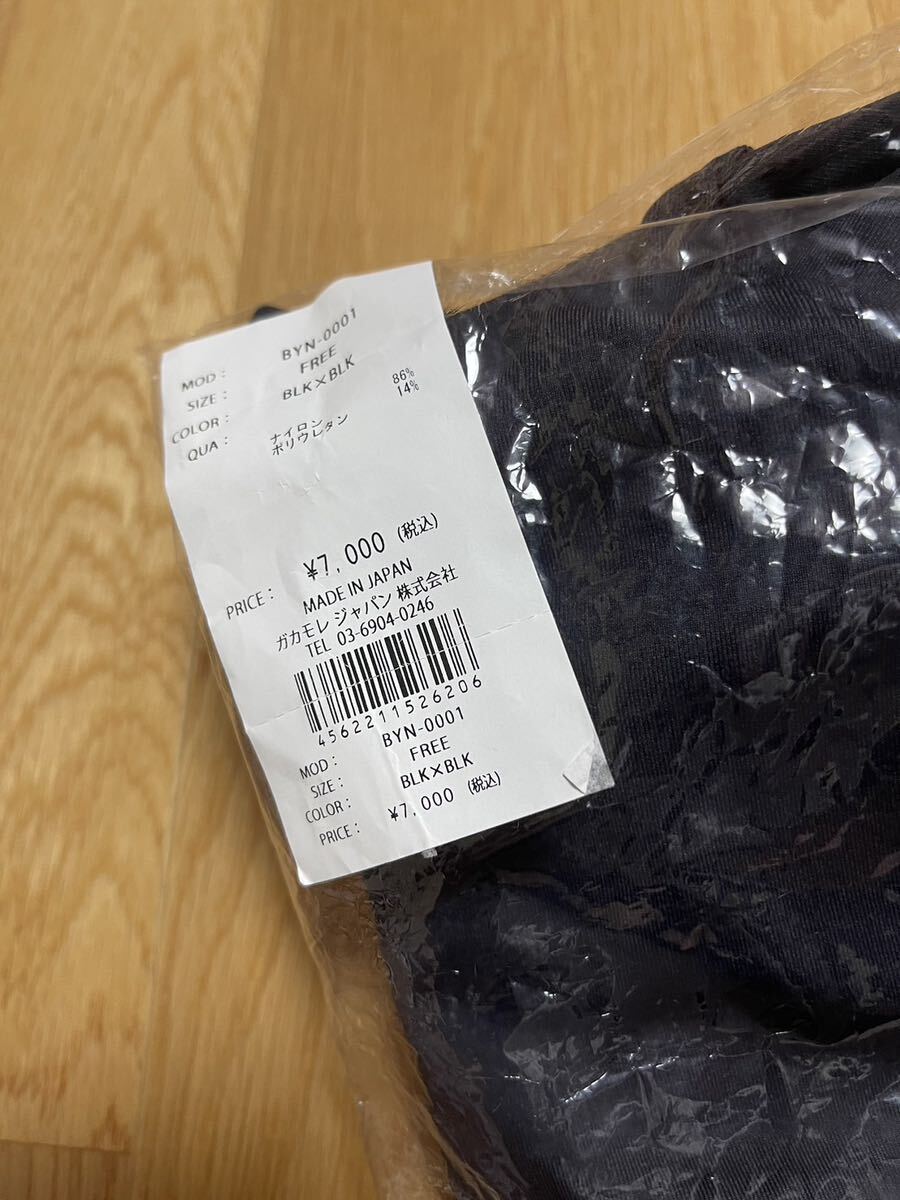 MOD: BYN-0001
SIZE: FREE
COLOR: BLK×BLK
QUA: ナイロン 86%
ポリウレタン 14%
PRICE: ¥7,000 (税込)
MADE IN JAPAN
ガカモレ ジャパン 株式会社
TEL 03-6904-0246
4562211526206
MOD: BYN-0001
SIZE: FREE
COLOR: BLK×BLK
PRICE: ¥7,000 (税込)